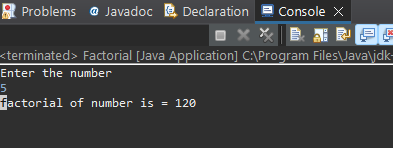 Problems Javadoc Declaration Console
<terminated> Factorial [Java Application] C:\Program Files\Java\jdk-
Enter the number
5
factorial of number is = 120